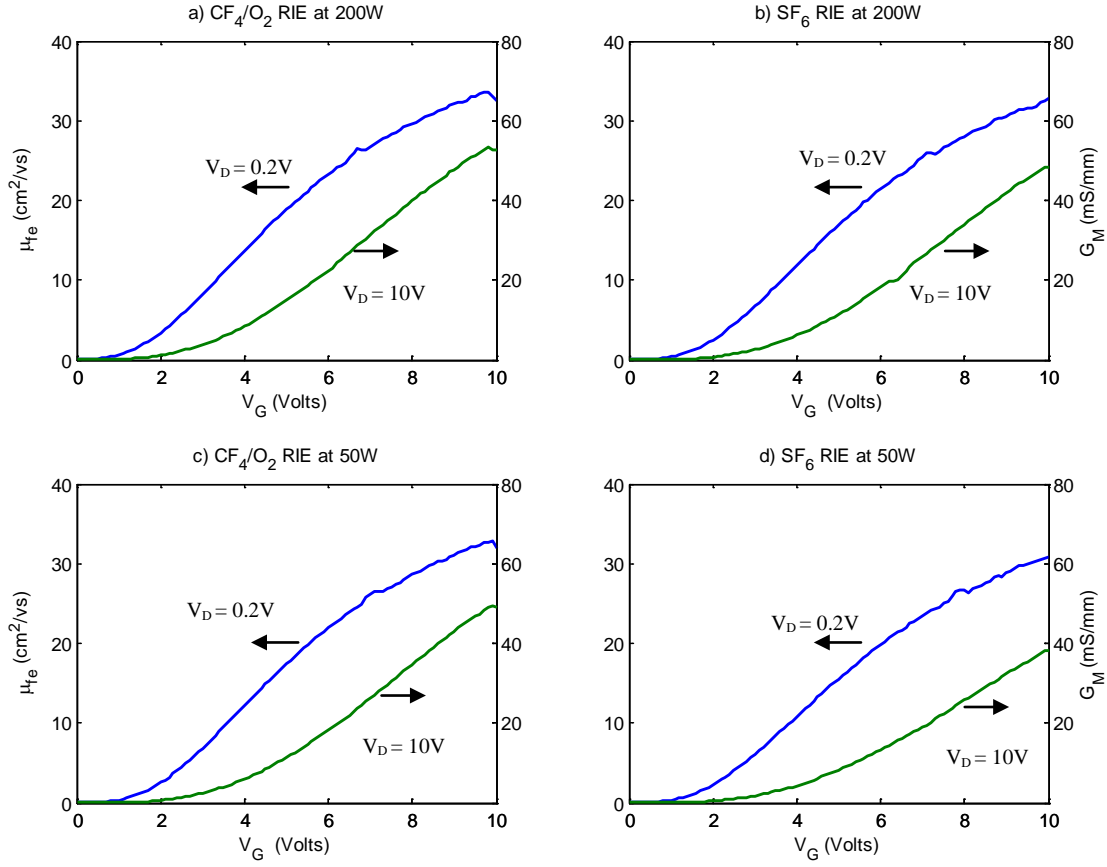 a) CF4/O2 RIE at 200W
40
30
20
10
0
80
60
40
20
0
0 2 4 6 8 10
μfe (cm2/vs)
VG (Volts)
VD = 0.2V
VD = 10V
b) SF6 RIE at 200W
40
30
20
10
0
80
60
40
20
0
0 2 4 6 8 10
GM (mS/mm)
VG (Volts)
VD = 0.2V
VD = 10V
c) CF4/O2 RIE at 50W
40
30
20
10
0
80
60
40
20
0
0 2 4 6 8 10
μfe (cm2/vs)
VG (Volts)
VD = 0.2V
VD = 10V
d) SF6 RIE at 50W
40
30
20
10
0
80
60
40
20
0
0 2 4 6 8 10
GM (mS/mm)
VG (Volts)
VD = 0.2V
VD = 10V